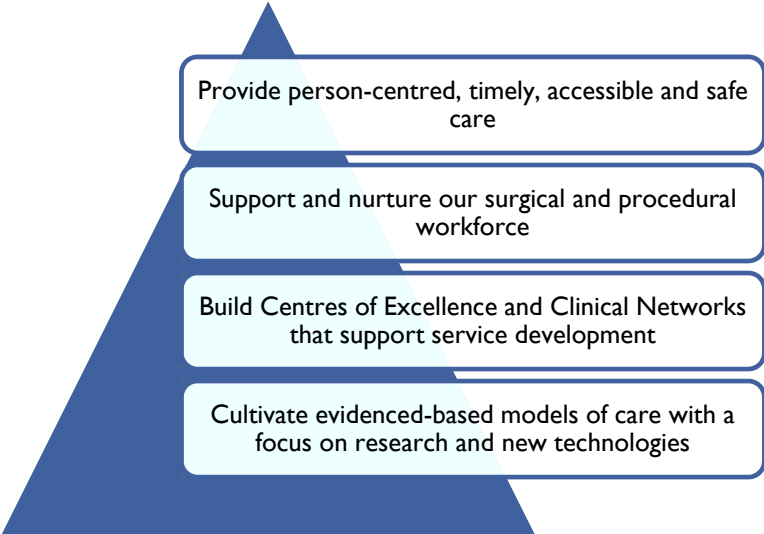 Provide person-centred, timely, accessible and safe
care
Support and nurture our surgical and procedural
workforce
Build Centres of Excellence and Clinical Networks
that support service development
Cultivate evidenced-based models of care with a
focus on research and new technologies